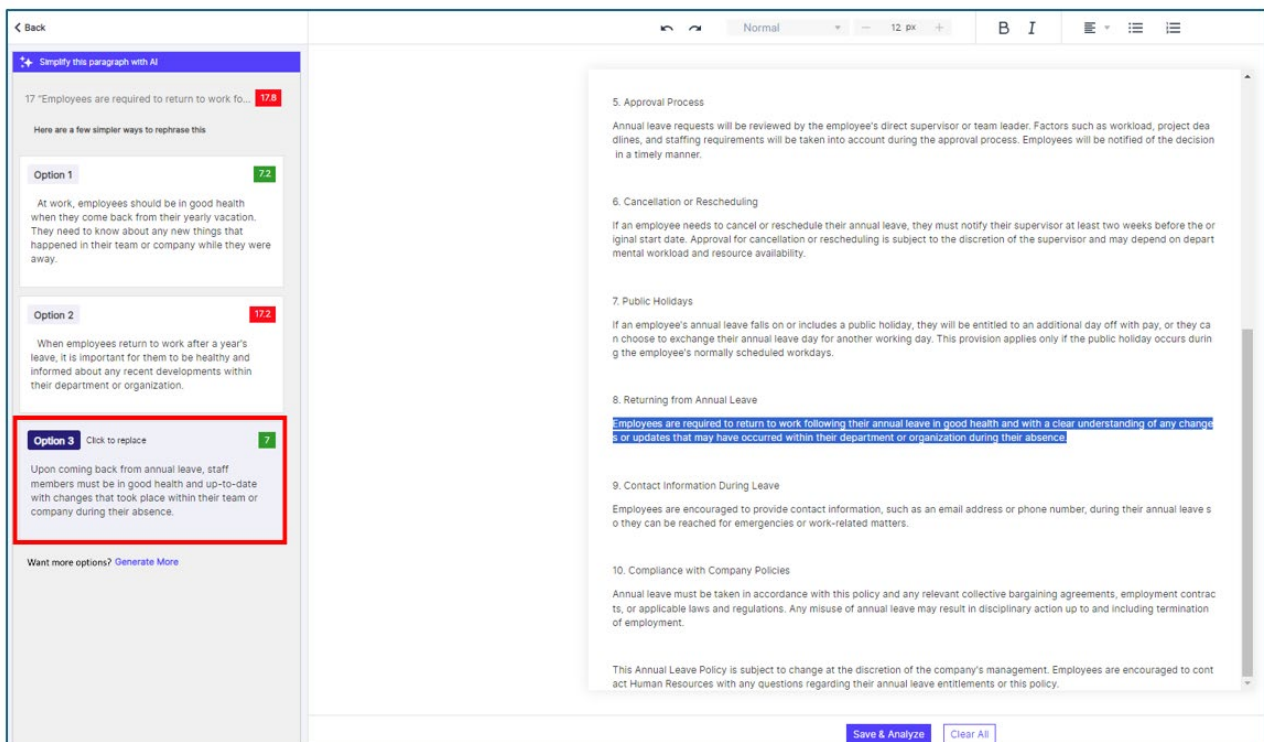 Back
Normal
12 px
B I
Simplify this paragraph with AI
17 "Employees are required to return to work fo... 17.8
Here are a few simpler ways to rephrase this
Option 1 7.2
At work, employees should be in good health
when they come back from their yearly vacation.
They need to know about any new things that
happened in their team or company while they were
away.
Option 2 17.2
When employees return to work after a year's
leave, it is important for them to be healthy and
informed about any recent developments within
their department or organization.
Option 3 Click to replace 7
Upon coming back from annual leave, staff
members must be in good health and up-to-date
with changes that took place within their team or
company during their absence.
Want more options? Generate More
5. Approval Process
Annual leave requests will be reviewed by the employee's direct supervisor or team leader. Factors such as workload, project dea
dlines, and staffing requirements will be taken into account during the approval process. Employees will be notified of the decision
in a timely manner.
6. Cancellation or Rescheduling
If an employee needs to cancel or reschedule their annual leave, they must notify their supervisor at least two weeks before the or
iginal start date. Approval for cancellation or rescheduling is subject to the discretion of the supervisor and may depend on depart
mental workload and resource availability.
7. Public Holidays
If an employee's annual leave falls on or includes a public holiday, they will be entitled to an additional day off with pay, or they ca
n choose to exchange their annual leave day for another working day. This provision applies only if the public holiday occurs durin
g the employee's normally scheduled workdays.
8. Returning from Annual Leave
Employees are required to return to work following their annual leave in good health and with a clear understanding of any change
s or updates that may have occurred within their department or organization during their absence.
9. Contact Information During Leave
Employees are encouraged to provide contact information, such as an email address or phone number, during their annual leave s
o they can be reached for emergencies or work-related matters.
10. Compliance with Company Policies
Annual leave must be taken in accordance with this policy and any relevant collective bargaining agreements, employment contrac
ts, or applicable laws and regulations. Any misuse of annual leave may result in disciplinary action up to and including termination
of employment.
This Annual Leave Policy is subject to change at the discretion of the company's management. Employees are encouraged to cont
act Human Resources with any questions regarding their annual leave entitlements or this policy.
Save & Analyze
Clear All